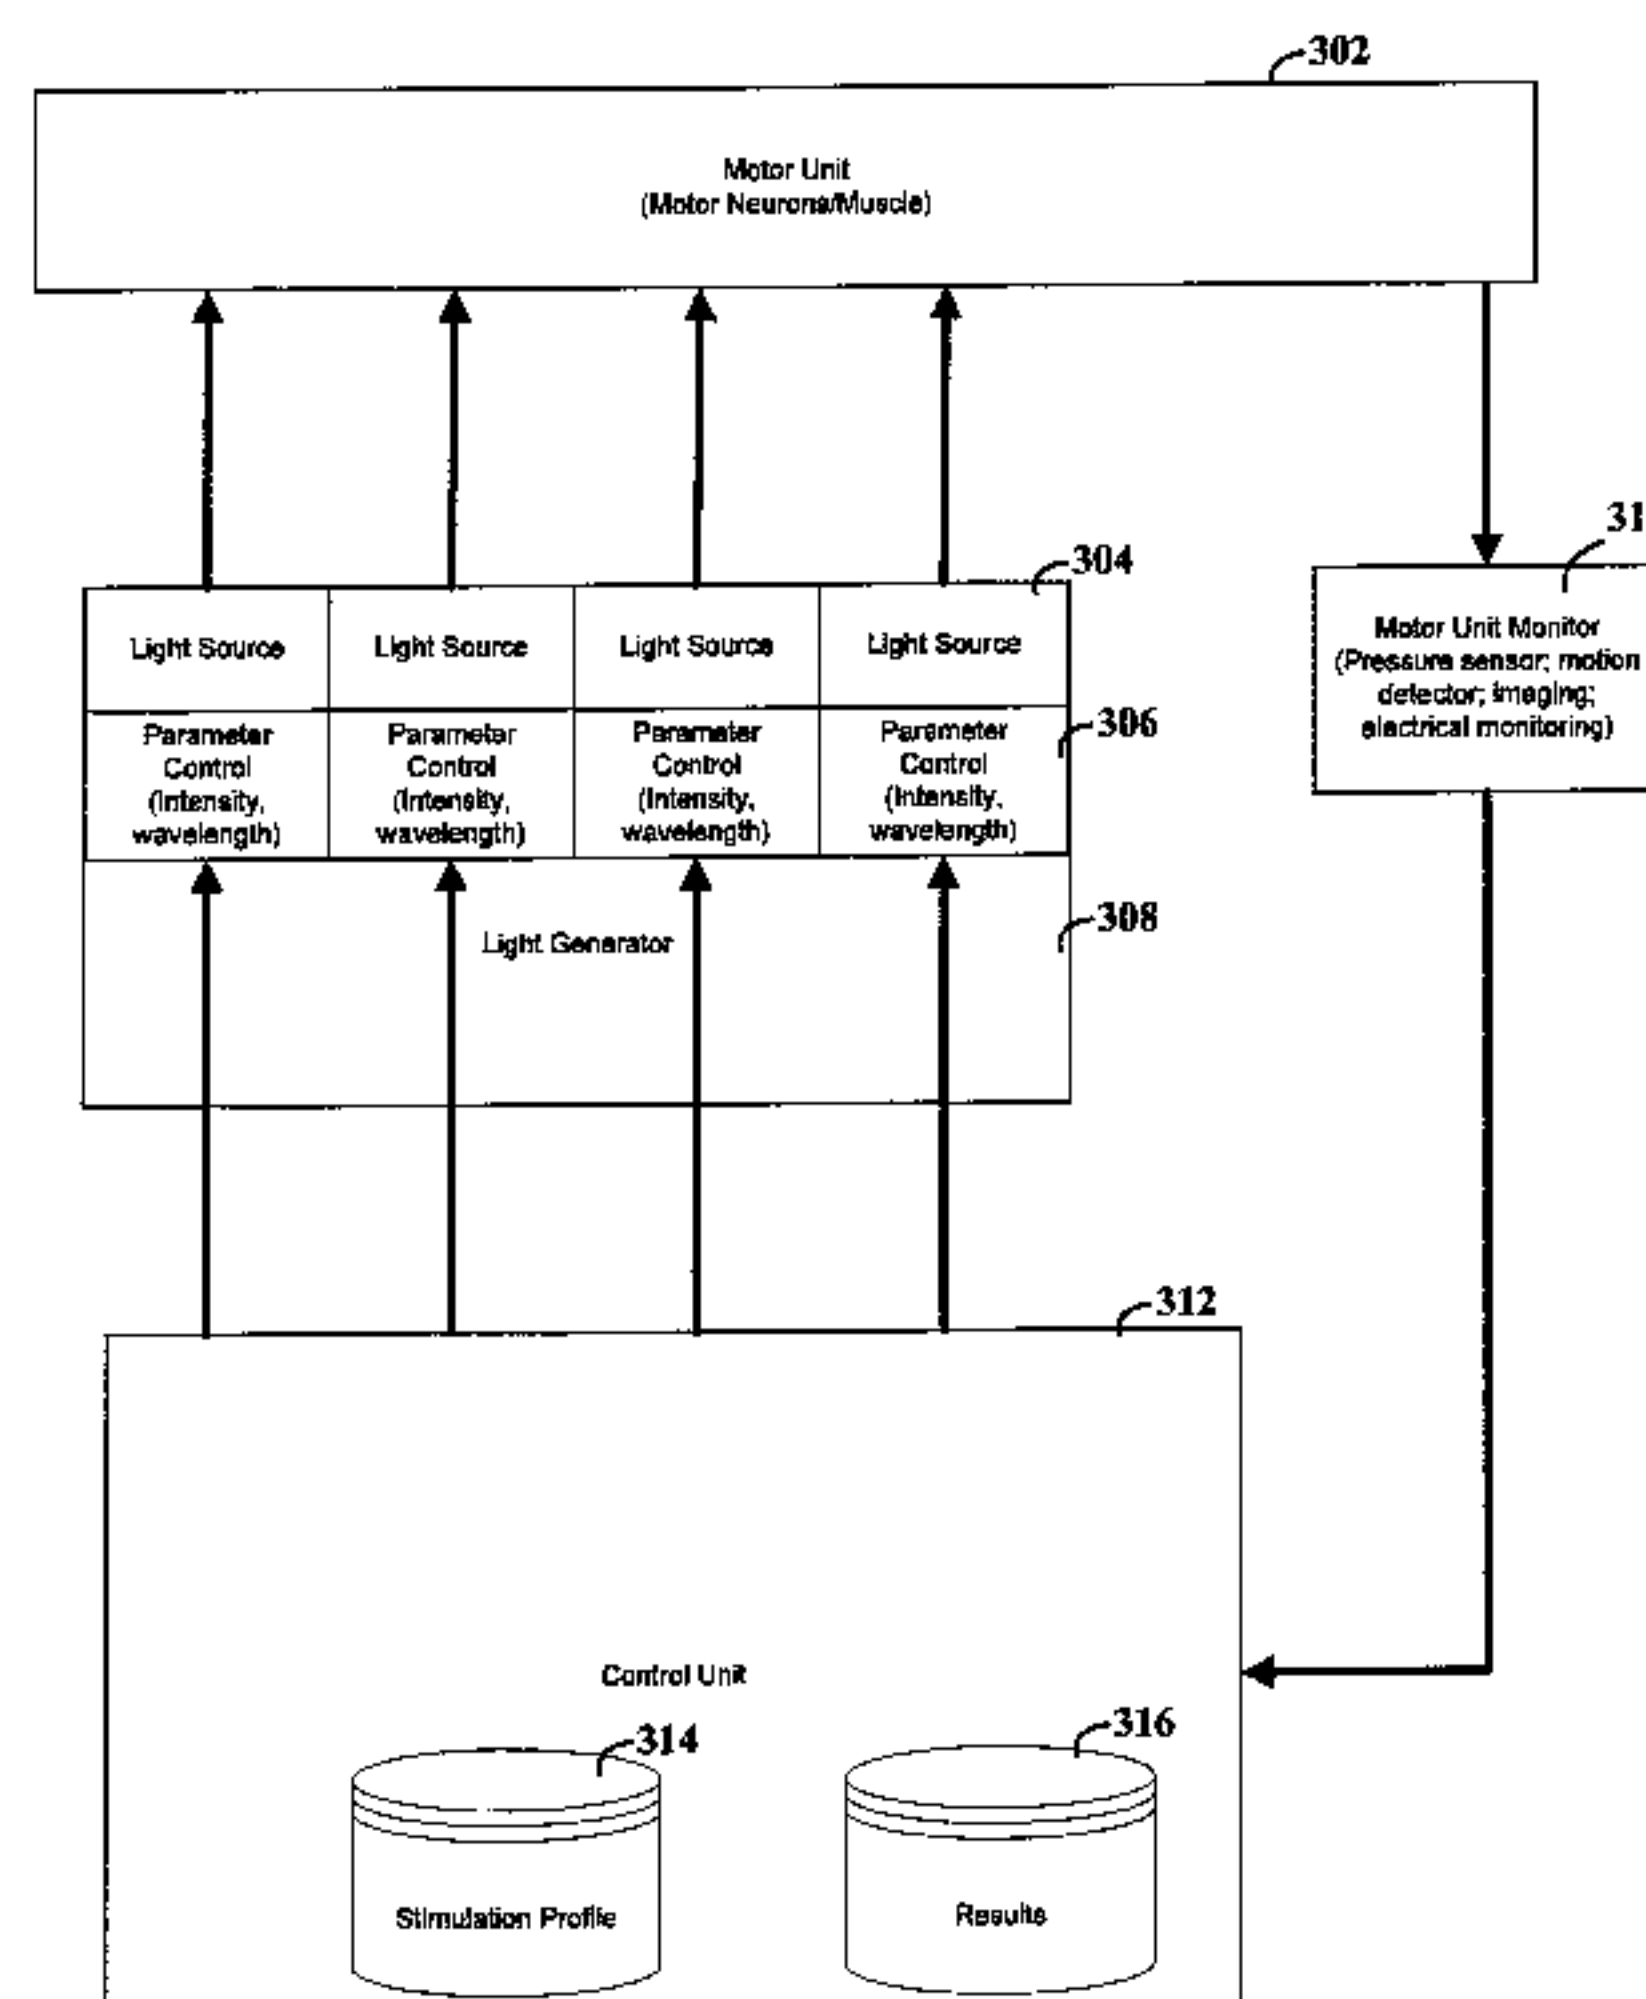 302
Motor Unit
(Motor Neurons/Muscle)
304
Light Source
Light Source
Light Source
Light Source
31
Motor Unit Monitor
(Pressure sensor; motion
detector; imaging;
electrical monitoring)
306
Parameter
Control
(Intensity,
wavelength)
Parameter
Control
(Intensity,
wavelength)
Parameter
Control
(Intensity,
wavelength)
Parameter
Control
(Intensity,
wavelength)
308
Light Generator
312
Control Unit
314
316
Stimulation Profile
Results